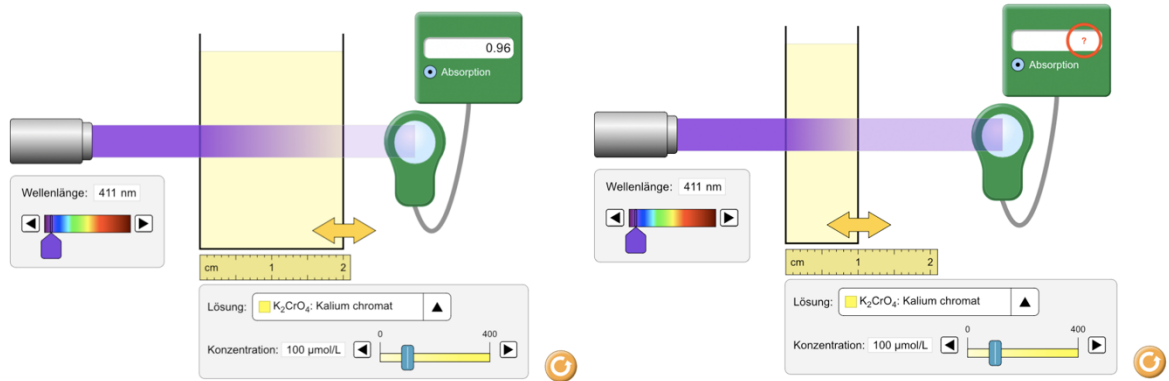 0.96
Absorption
Wellenlänge: 411 nm
cm 1 2
Lösung: K₂CrO₄: Kalium chromat
0 400
Konzentration: 100 µmol/L
?
Absorption
Wellenlänge: 411 nm
cm 1 2
Lösung: K₂CrO₄: Kalium chromat
0 400
Konzentration: 100 µmol/L